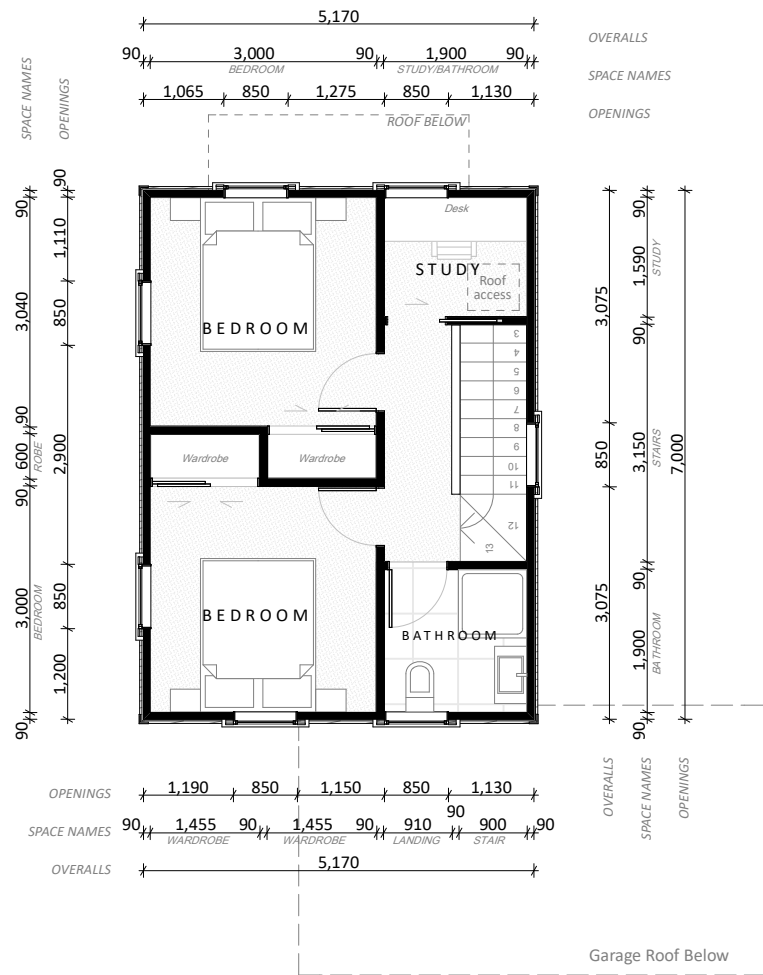 5,170
OVERALLS
90 3,000 90 1,900 90
BEDROOM STUDY/BATHROOM
SPACE NAMES
1,065 850 1,275 850 1,130
OPENINGS
ROOF BELOW
SPACE NAMES
OPENINGS
90
3,040
90
600
ROBE
90
3,000
BEDROOM
90
90
1,110
850
2,900
850
1,200
Desk
STUDY
Roof
access
BEDROOM
3
4
5
6
7
8
9
10
11
12
13
Wardrobe
Wardrobe
BEDROOM
BATHROOM
3,075
850
3,075
90
1,590
STUDY
90
3,150
STAIRS
90
1,900
BATHROOM
90
7,000
OVERALLS
SPACE NAMES
OPENINGS
OPENINGS
1,190 850 1,150 850 1,130
SPACE NAMES
90 1,455 90 1,455 90 910 90 900 90
WARDROBE WARDROBE LANDING STAIR
OVERALLS
5,170
Garage Roof Below